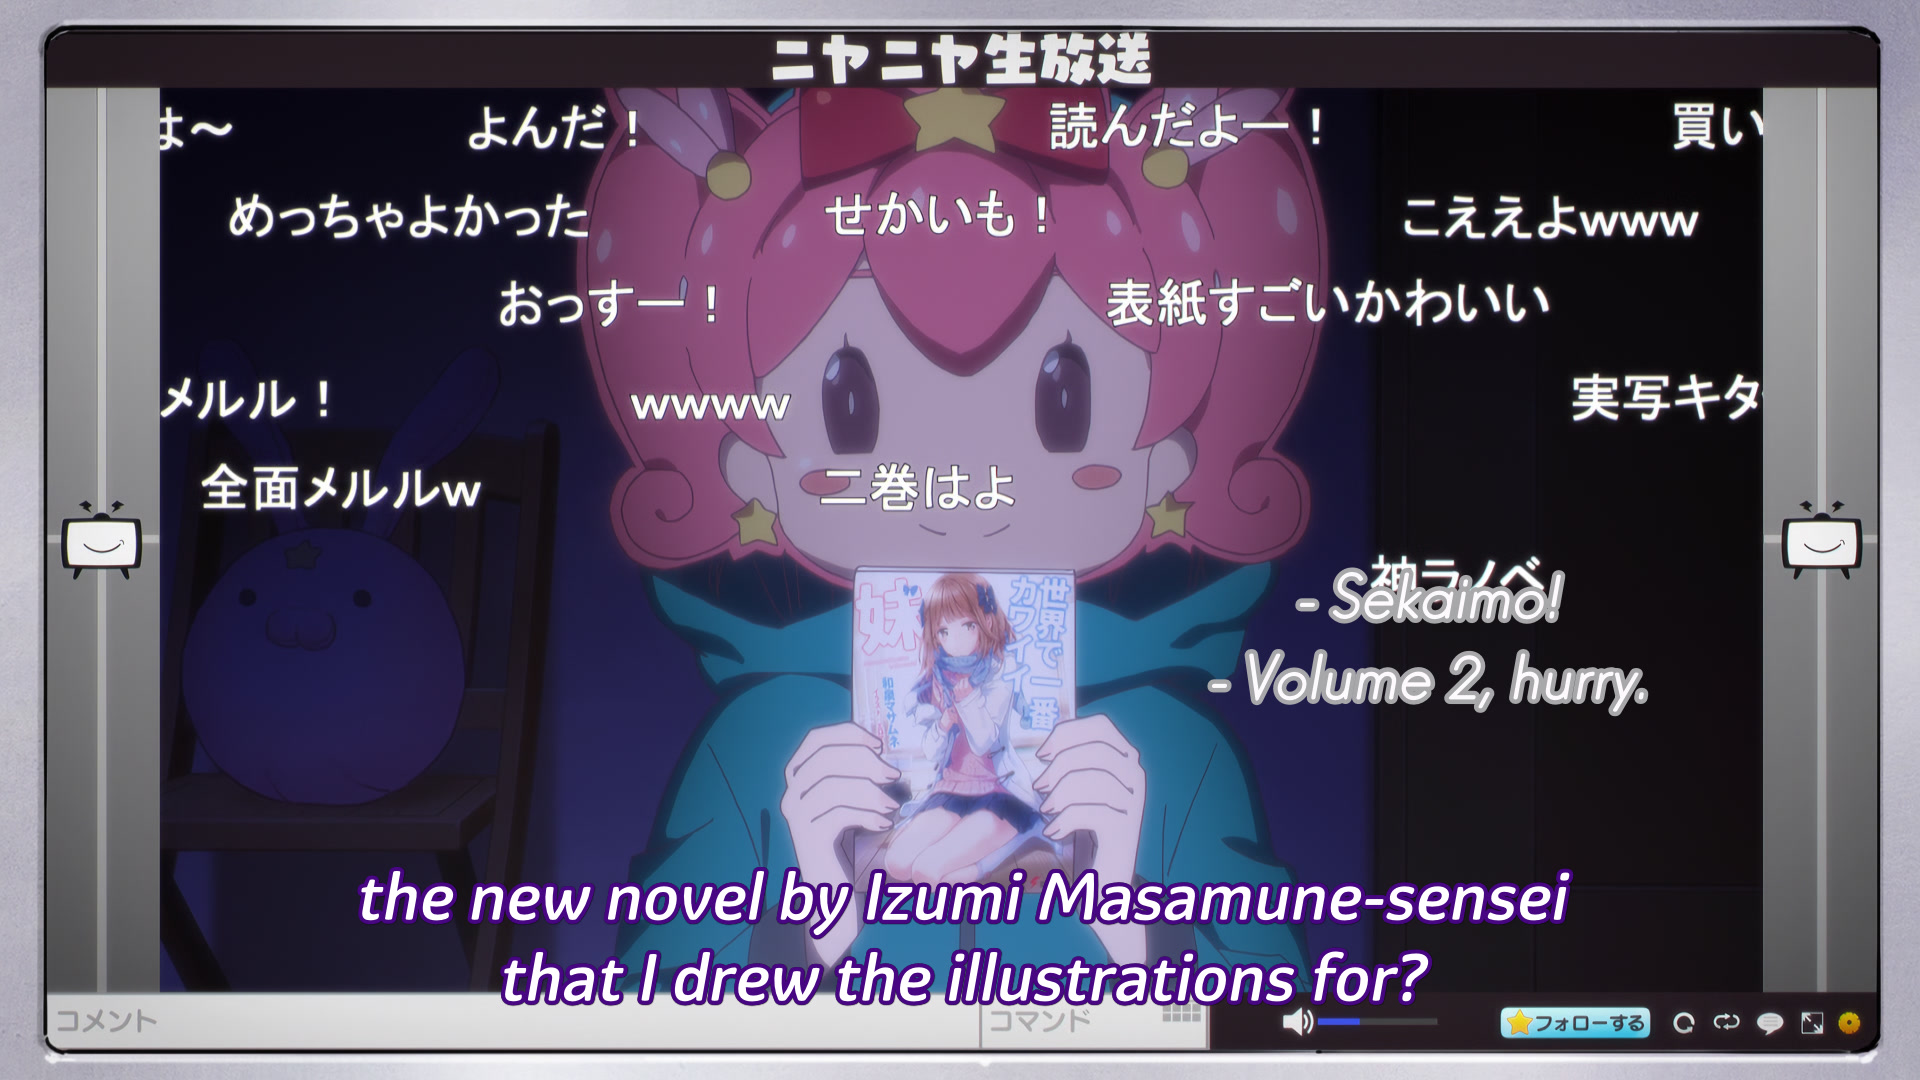 ニヤニヤ生放送
は～
よんだ！
読んだよー！
買い
めっちゃよかった
せかいも！
こええよwww
おっすー！
表紙すごいかわいい
メルル！
wwww
実写キタ
全面メルルw
二巻はよ
神ラノベ
- Sekaimo!
- Volume 2, hurry.
世界で一番
カワイイ
妹
和泉マサムネ
the new novel by Izumi Masamune-sensei
that I drew the illustrations for?
コメント
コマンド
フォローする